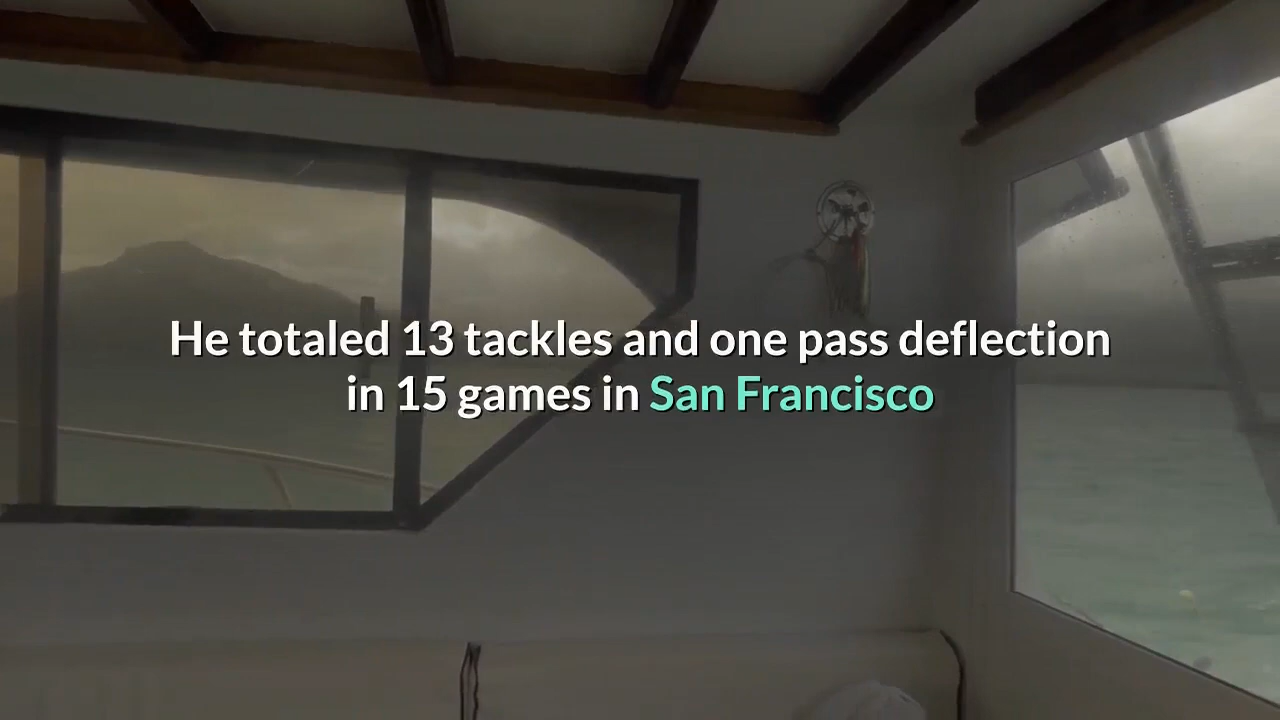 He totaled 13 tackles and one pass deflection
in 15 games in San Francisco